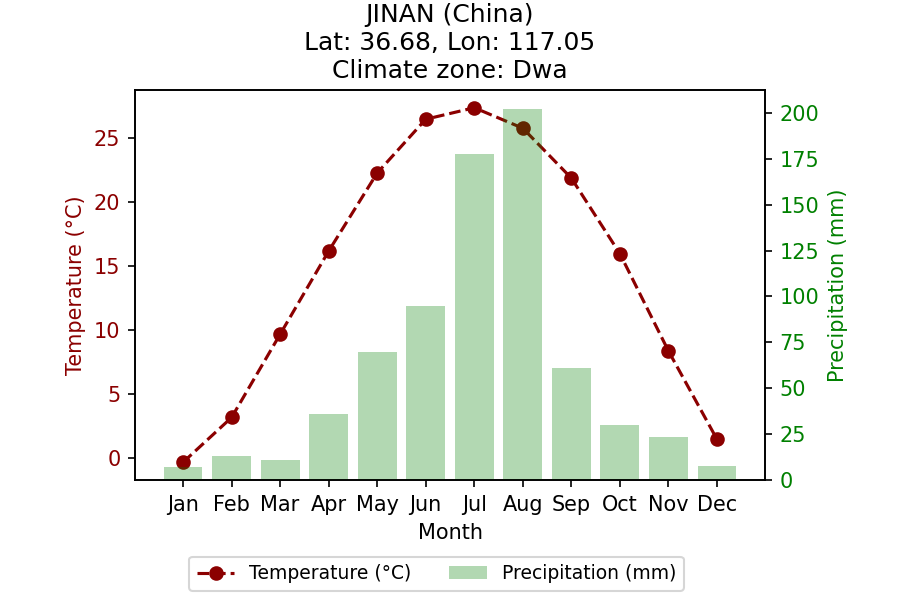 JINAN (China)
Lat: 36.68, Lon: 117.05
Climate zone: Dwa
Temperature (°C)
25
20
15
10
5
0
200
175
150
125
100
75
50
25
0
Precipitation (mm)
Jan Feb Mar Apr May Jun Jul Aug Sep Oct Nov Dec
Month
Temperature (°C) Precipitation (mm)